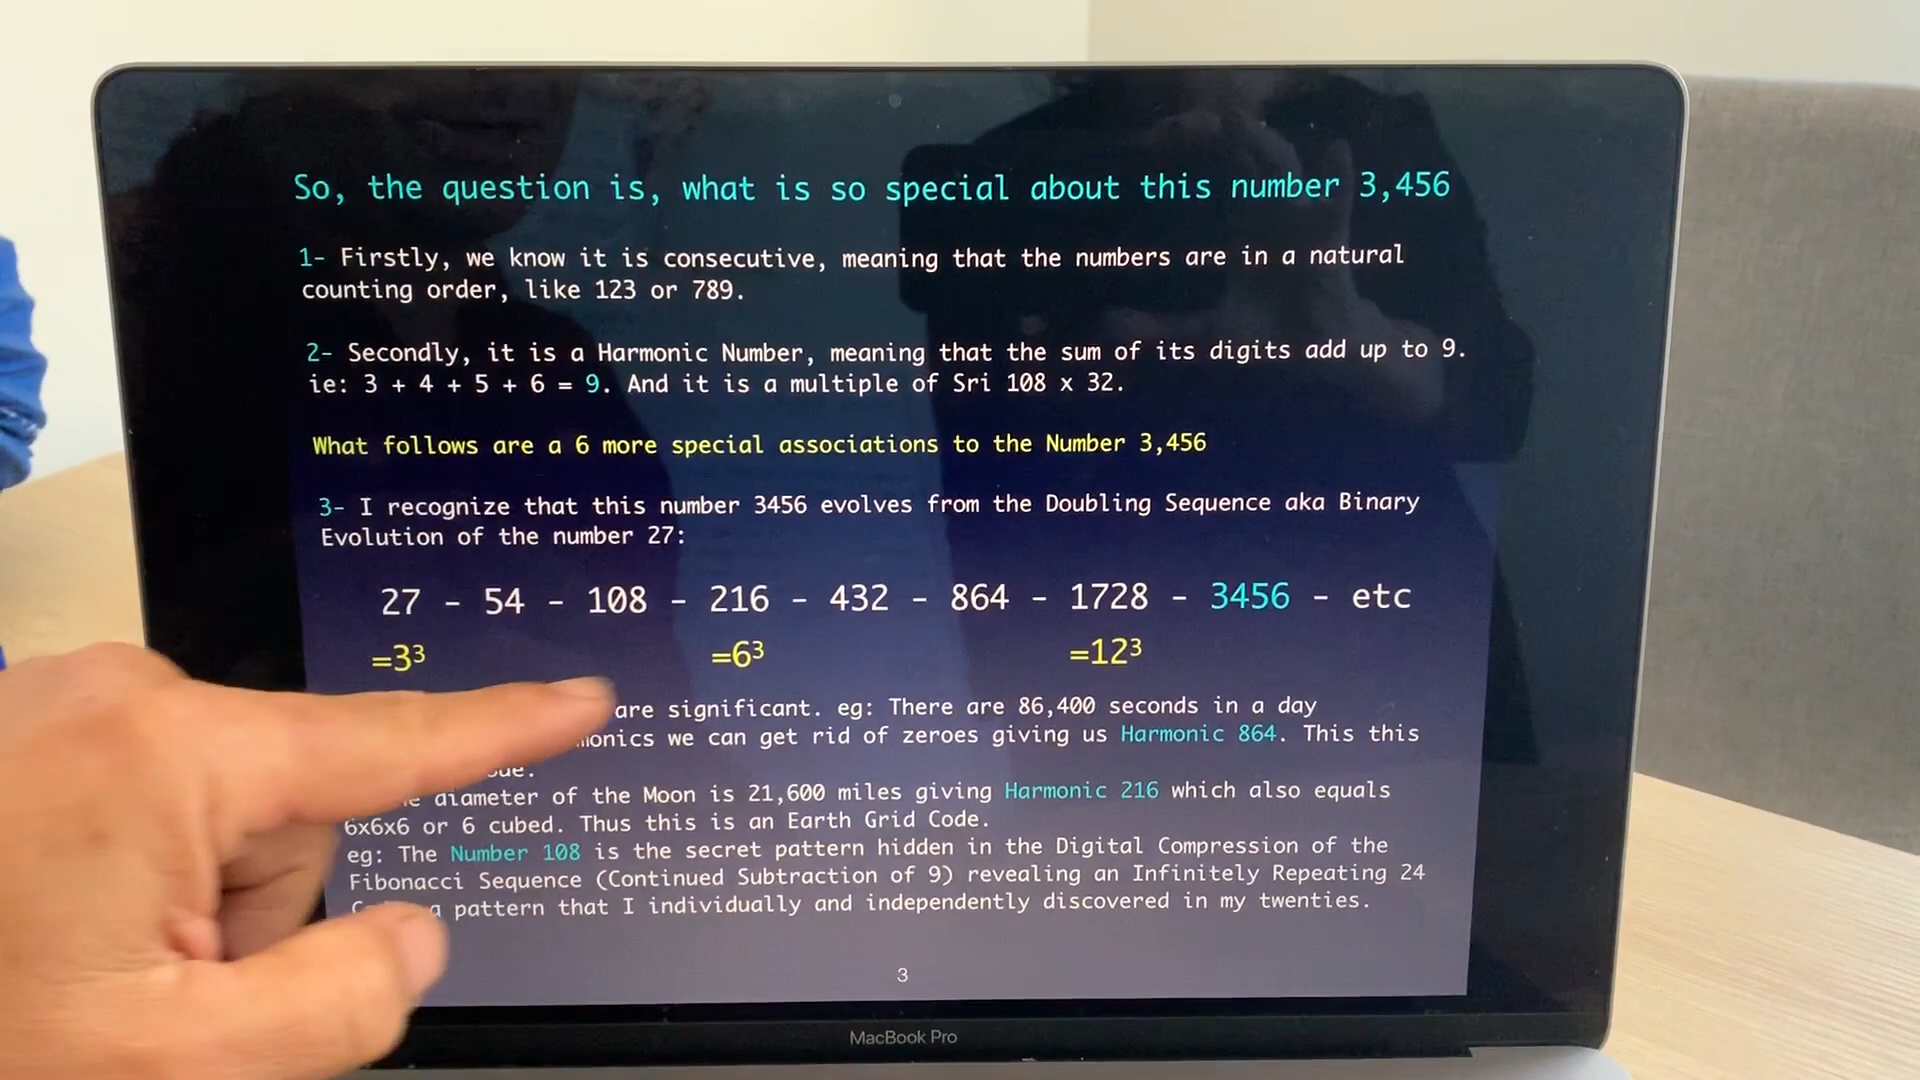 So, the question is, what is so special about this number 3,456
1- Firstly, we know it is consecutive, meaning that the numbers are in a natural
counting order, like 123 or 789.
2- Secondly, it is a Harmonic Number, meaning that the sum of its digits add up to 9.
ie: 3 + 4 + 5 + 6 = 9. And it is a multiple of Sri 108 x 32.
What follows are a 6 more special associations to the Number 3,456
3- I recognize that this number 3456 evolves from the Doubling Sequence aka Binary
Evolution of the number 27:
27 - 54 - 108 - 216 - 432 - 864 - 1728 - 3456 - etc
=3³ =6³ =12³
are significant. eg: There are 86,400 seconds in a day
we can get rid of zeroes giving us Harmonic 864. This this
diameter of the Moon is 21,600 miles giving Harmonic 216 which also equals
6x6x6 or 6 cubed. Thus this is an Earth Grid Code.
eg: The Number 108 is the secret pattern hidden in the Digital Compression of the
Fibonacci Sequence (Continued Subtraction of 9) revealing an Infinitely Repeating 24
a pattern that I individually and independently discovered in my twenties.
3
MacBook Pro